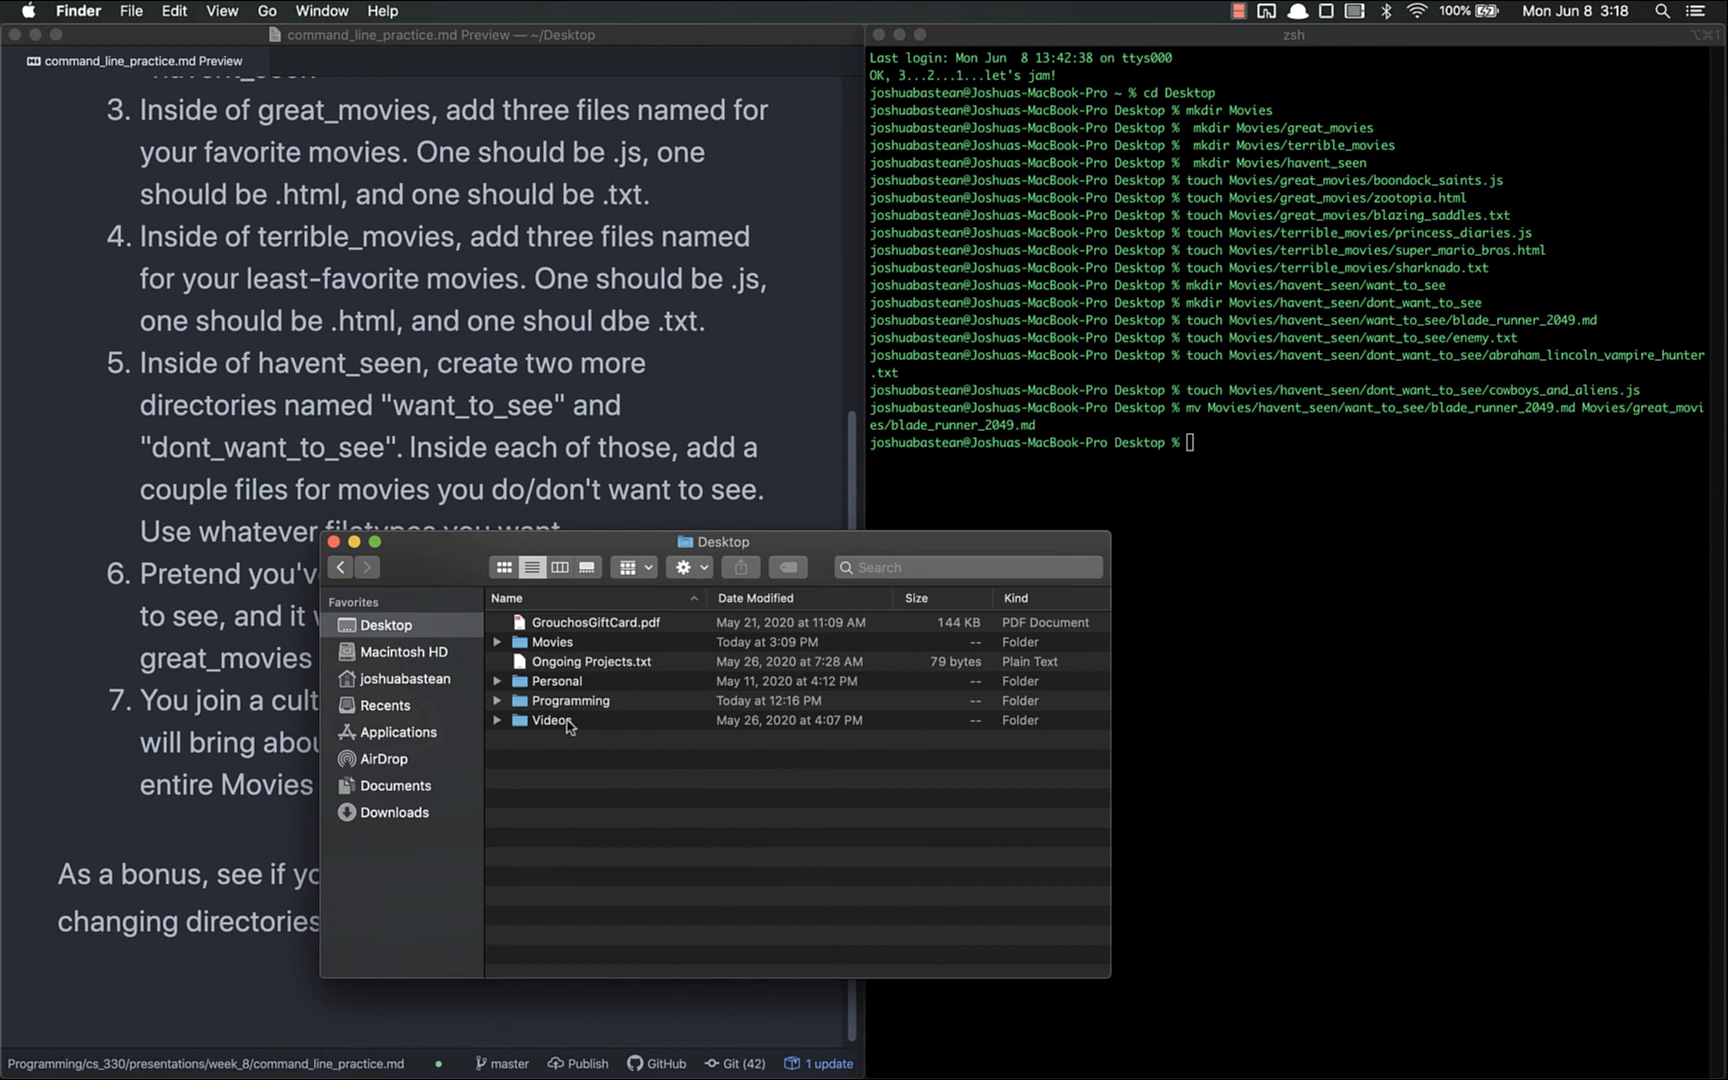 Finder File Edit View Go Window Help 100% Mon Jun 8 3:18
command_line_practice.md Preview — ~/Desktop
command_line_practice.md Preview
3. Inside of great_movies, add three files named for
your favorite movies. One should be .js, one
should be .html, and one should be .txt.
4. Inside of terrible_movies, add three files named
for your least-favorite movies. One should be .js,
one should be .html, and one shoul dbe .txt.
5. Inside of havent_seen, create two more
directories named "want_to_see" and
"dont_want_to_see". Inside each of those, add a
couple files for movies you do/don't want to see.
Use whatever filetypes you want
6. Pretend you'v
to see, and it
great_movies
7. You join a cult
will bring abou
entire Movies
As a bonus, see if yo
changing directories
Programming/cs_330/presentations/week_8/command_line_practice.md master Publish GitHub Git (42) 1 update
zsh
⌥⌘1
Last login: Mon Jun  8 13:42:38 on ttys000
OK, 3...2...1...let's jam!
joshuabastean@Joshuas-MacBook-Pro ~ % cd Desktop
joshuabastean@Joshuas-MacBook-Pro Desktop % mkdir Movies
joshuabastean@Joshuas-MacBook-Pro Desktop %  mkdir Movies/great_movies
joshuabastean@Joshuas-MacBook-Pro Desktop %  mkdir Movies/terrible_movies
joshuabastean@Joshuas-MacBook-Pro Desktop %  mkdir Movies/havent_seen
joshuabastean@Joshuas-MacBook-Pro Desktop % touch Movies/great_movies/boondock_saints.js
joshuabastean@Joshuas-MacBook-Pro Desktop % touch Movies/great_movies/zootopia.html
joshuabastean@Joshuas-MacBook-Pro Desktop % touch Movies/great_movies/blazing_saddles.txt
joshuabastean@Joshuas-MacBook-Pro Desktop % touch Movies/terrible_movies/princess_diaries.js
joshuabastean@Joshuas-MacBook-Pro Desktop % touch Movies/terrible_movies/super_mario_bros.html
joshuabastean@Joshuas-MacBook-Pro Desktop % touch Movies/terrible_movies/sharknado.txt
joshuabastean@Joshuas-MacBook-Pro Desktop % mkdir Movies/havent_seen/want_to_see
joshuabastean@Joshuas-MacBook-Pro Desktop % mkdir Movies/havent_seen/dont_want_to_see
joshuabastean@Joshuas-MacBook-Pro Desktop % touch Movies/havent_seen/want_to_see/blade_runner_2049.md
joshuabastean@Joshuas-MacBook-Pro Desktop % touch Movies/havent_seen/want_to_see/enemy.txt
joshuabastean@Joshuas-MacBook-Pro Desktop % touch Movies/havent_seen/dont_want_to_see/abraham_lincoln_vampire_hunter
.txt
joshuabastean@Joshuas-MacBook-Pro Desktop % touch Movies/havent_seen/dont_want_to_see/cowboys_and_aliens.js
joshuabastean@Joshuas-MacBook-Pro Desktop % mv Movies/havent_seen/want_to_see/blade_runner_2049.md Movies/great_movi
es/blade_runner_2049.md
joshuabastean@Joshuas-MacBook-Pro Desktop %
Desktop
Search
Favorites
Desktop
Macintosh HD
joshuabastean
Recents
Applications
AirDrop
Documents
Downloads
Name Date Modified Size Kind
GrouchosGiftCard.pdf May 21, 2020 at 11:09 AM 144 KB PDF Document
Movies Today at 3:09 PM -- Folder
Ongoing Projects.txt May 26, 2020 at 7:28 AM 79 bytes Plain Text
Personal May 11, 2020 at 4:12 PM -- Folder
Programming Today at 12:16 PM -- Folder
Videos May 26, 2020 at 4:07 PM -- Folder